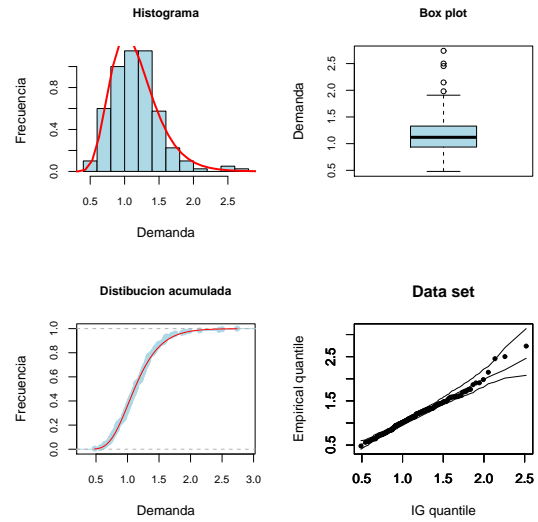 Histograma
Frecuencia
0.0 0.4 0.8
0.5 1.0 1.5 2.0 2.5
Demanda
Box plot
Demanda
0.5 1.0 1.5 2.0 2.5
Distibucion acumulada
Frecuencia
0.0 0.2 0.4 0.6 0.8 1.0
0.0 0.5 1.0 1.5 2.0 2.5 3.0
Demanda
Data set
Empirical quantile
0.5 1.5 2.5
0.5 1.0 1.5 2.0 2.5
IG quantile